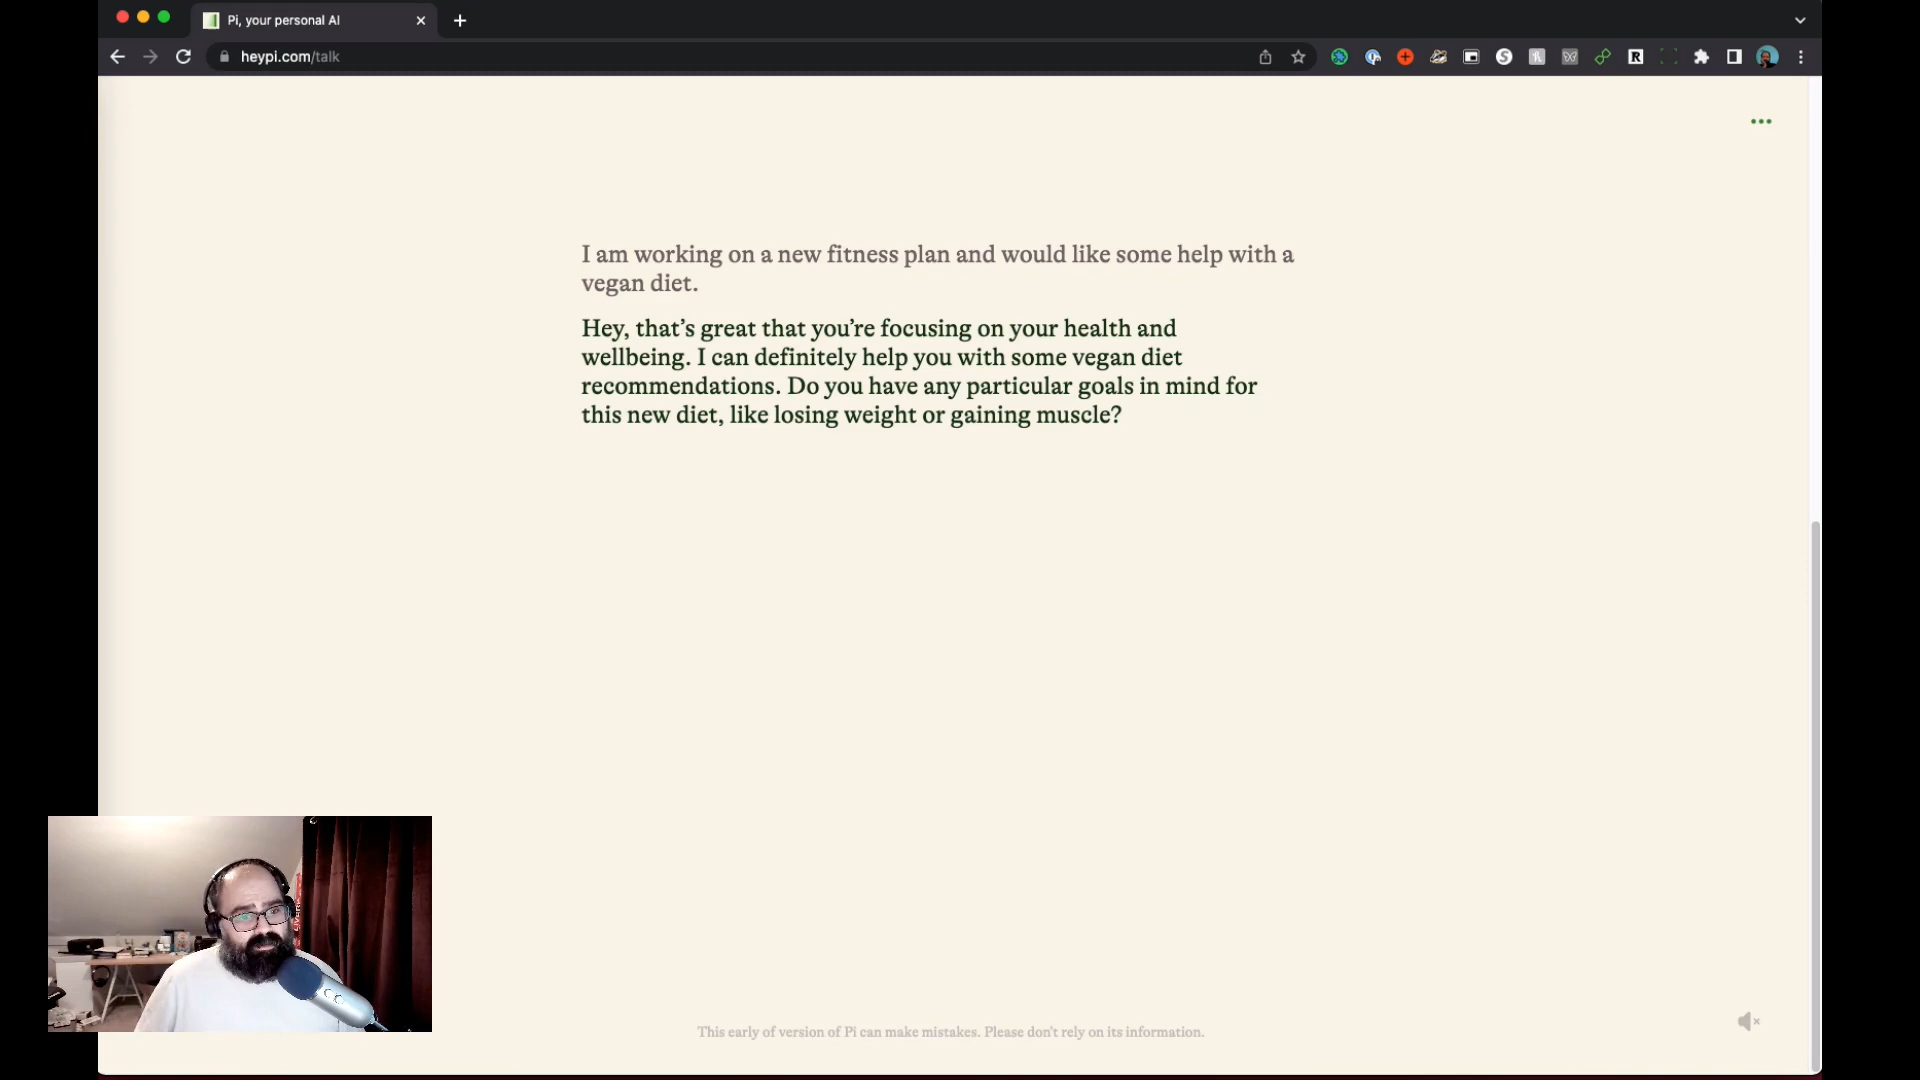 Pi, your personal AI
heypi.com/talk
I am working on a new fitness plan and would like some help with a
vegan diet.
Hey, that's great that you're focusing on your health and
wellbeing. I can definitely help you with some vegan diet
recommendations. Do you have any particular goals in mind for
this new diet, like losing weight or gaining muscle?
This early of version of Pi can make mistakes. Please don't rely on its information.